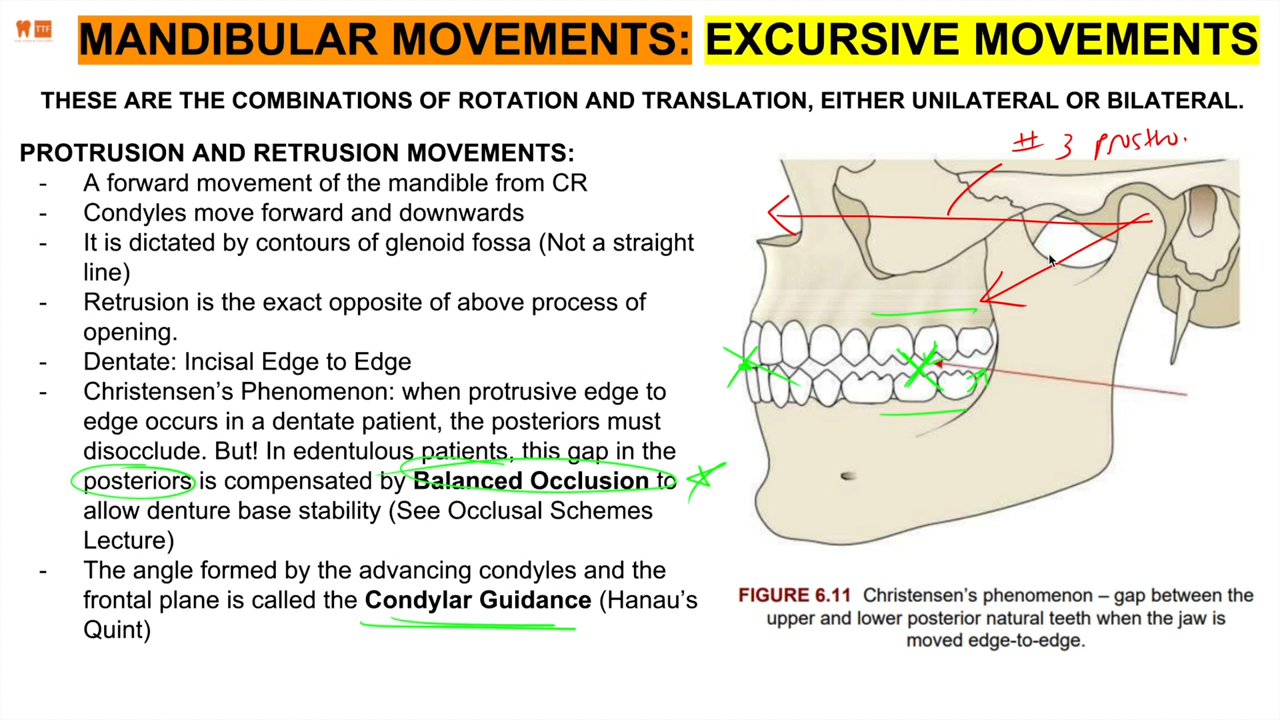 TTF
MANDIBULAR MOVEMENTS: EXCURSIVE MOVEMENTS
THESE ARE THE COMBINATIONS OF ROTATION AND TRANSLATION, EITHER UNILATERAL OR BILATERAL.
# 3 prostho.
PROTRUSION AND RETRUSION MOVEMENTS:
- A forward movement of the mandible from CR
- Condyles move forward and downwards
- It is dictated by contours of glenoid fossa (Not a straight
line)
- Retrusion is the exact opposite of above process of
opening.
- Dentate: Incisal Edge to Edge
- Christensen's Phenomenon: when protrusive edge to
edge occurs in a dentate patient, the posteriors must
disocclude. But! In edentulous patients, this gap in the
posteriors is compensated by Balanced Occlusion to
allow denture base stability (See Occlusal Schemes
Lecture)
- The angle formed by the advancing condyles and the
frontal plane is called the Condylar Guidance (Hanau's
Quint)
FIGURE 6.11 Christensen's phenomenon – gap between the
upper and lower posterior natural teeth when the jaw is
moved edge-to-edge.